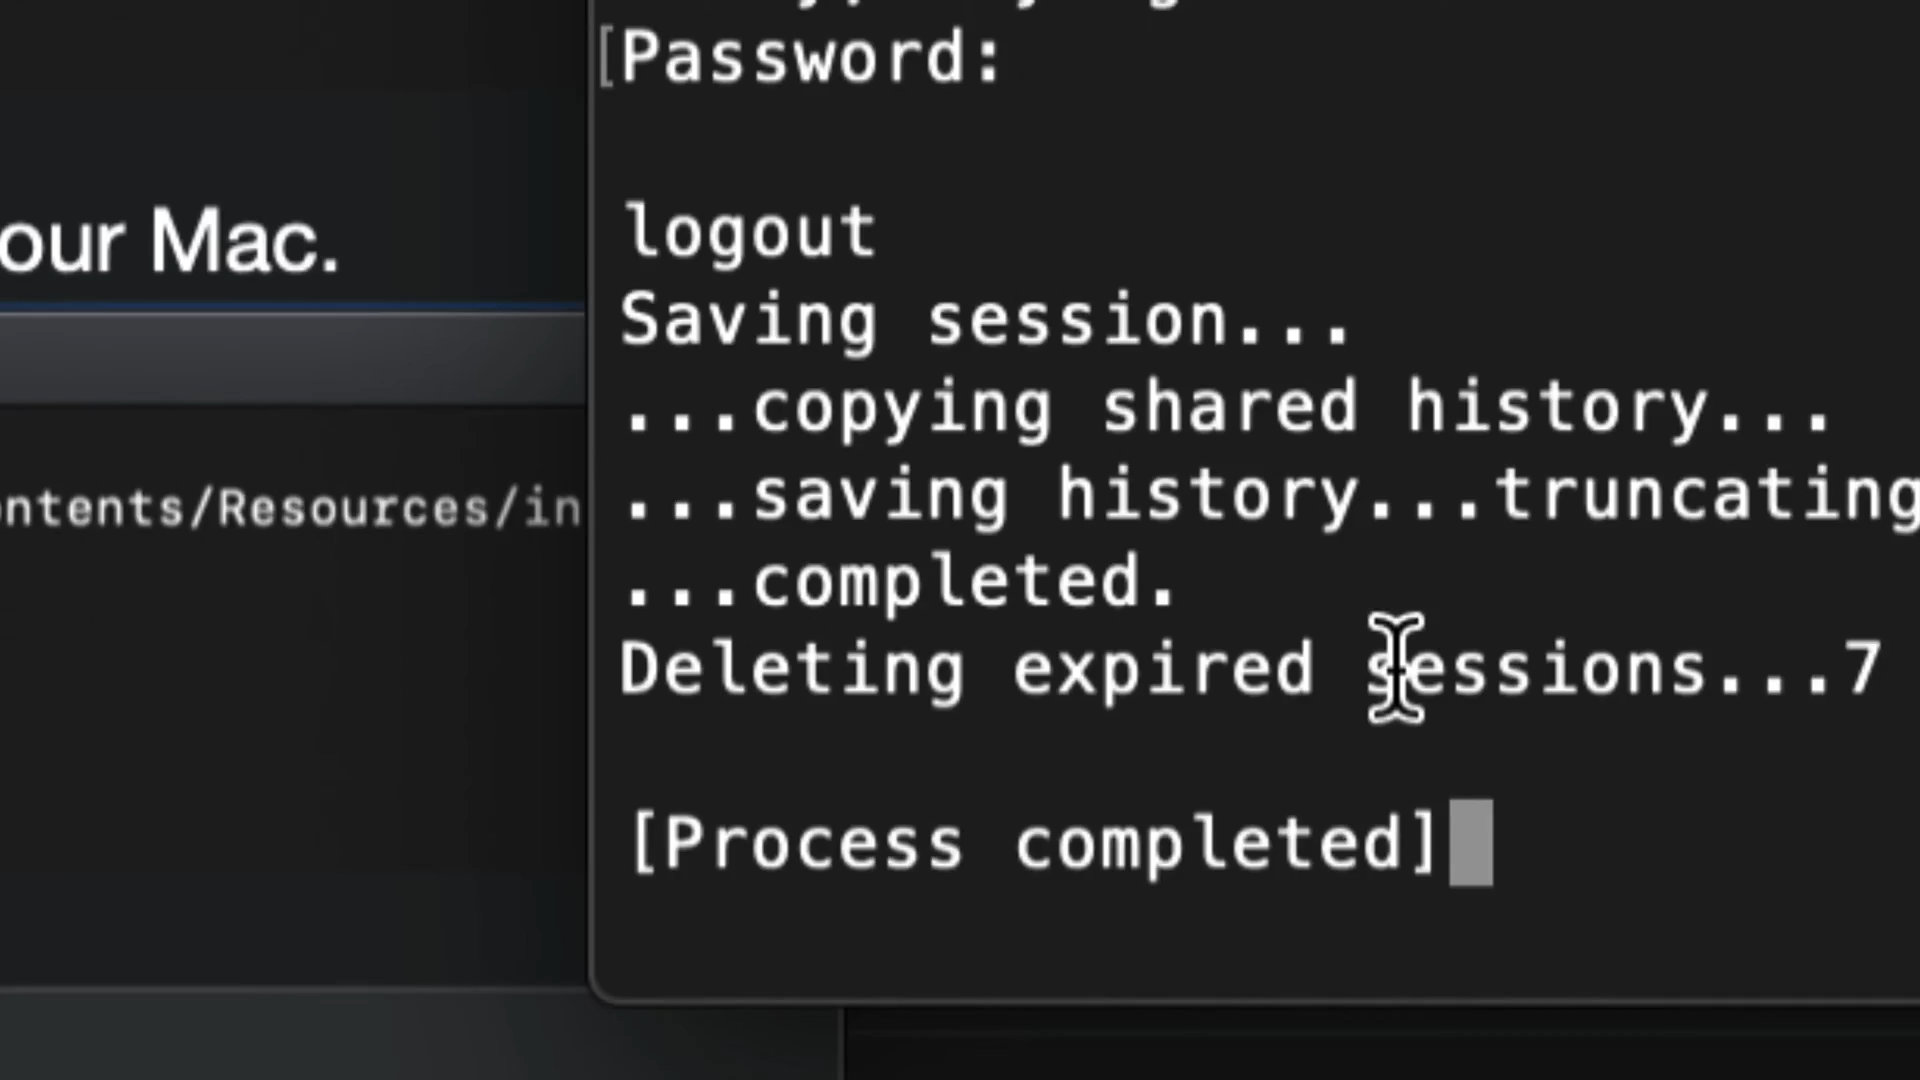 [Password:
logout
Saving session...
...copying shared history...
...saving history...truncating
...completed.
Deleting expired sessions...7
[Process completed]
our Mac.
ontents/Resources/in